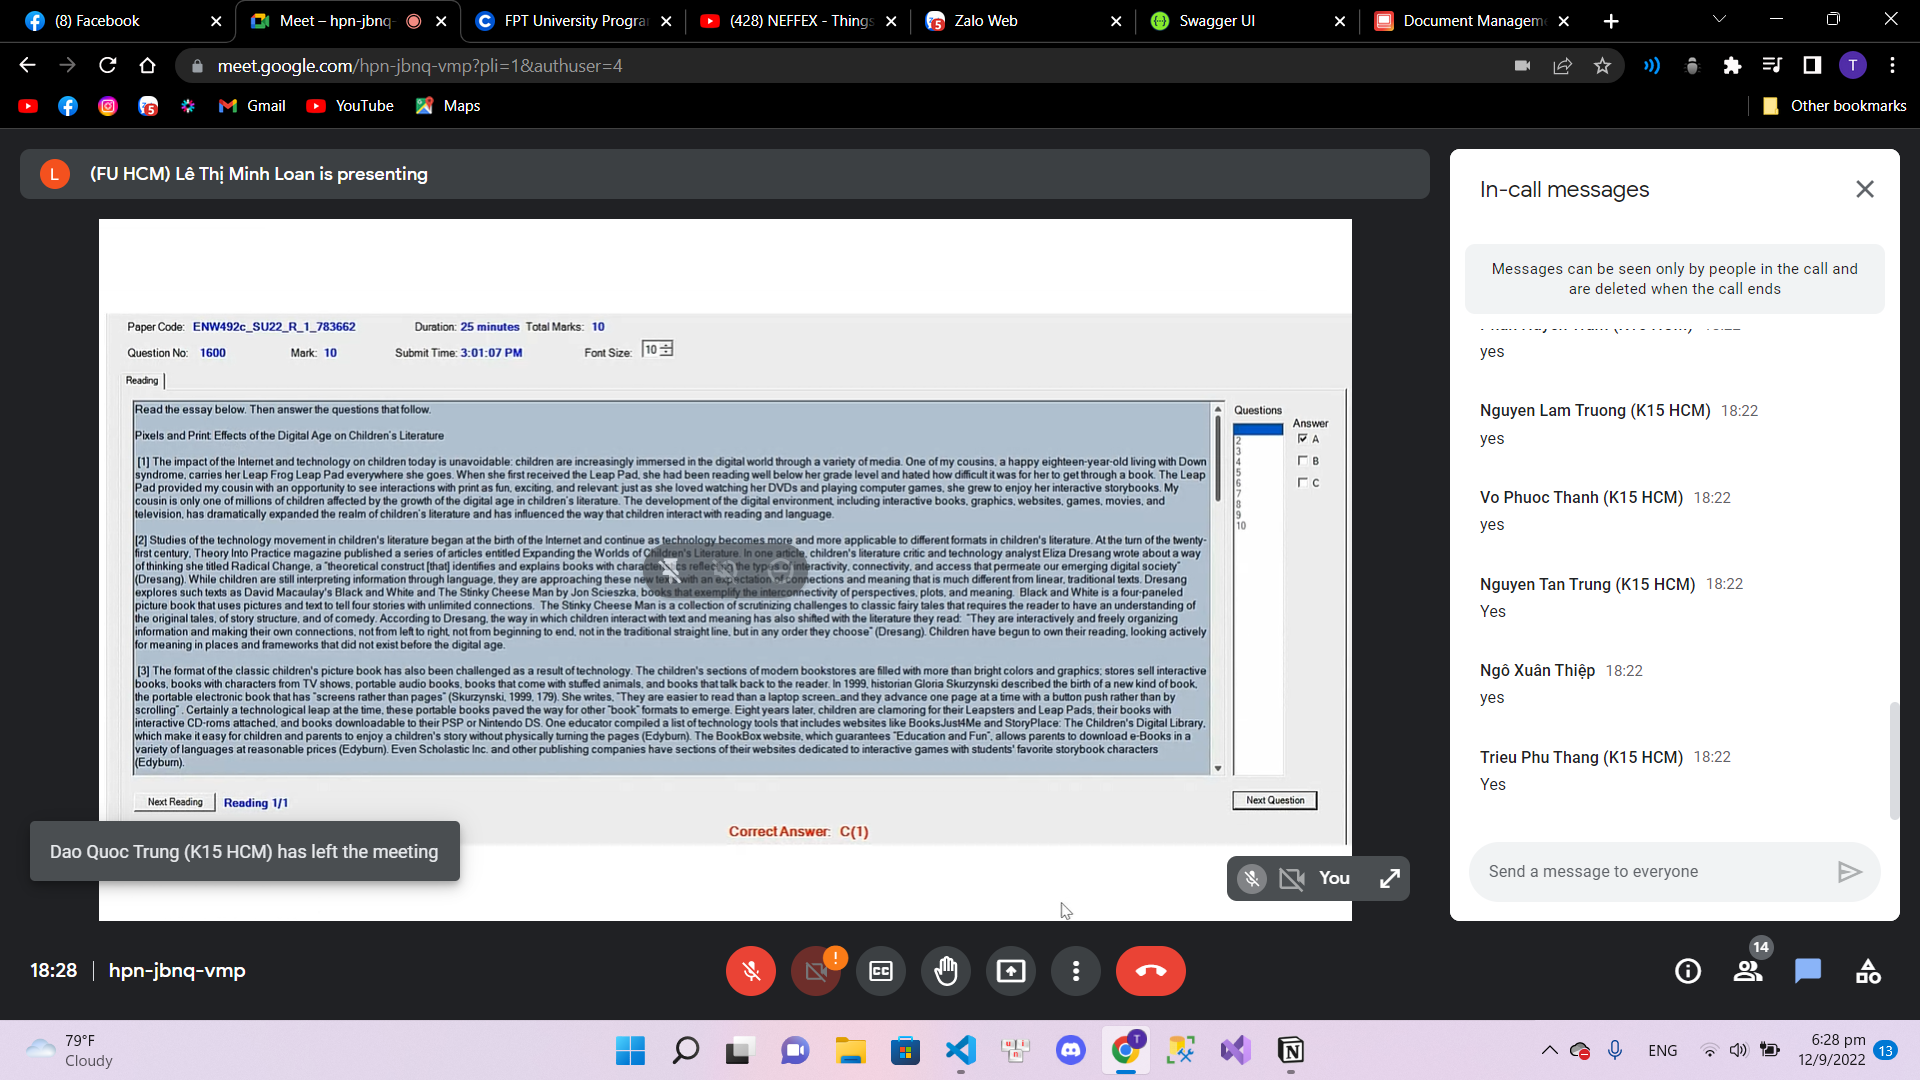 (8) Facebook
Meet – hpn-jbnq-
FPT University Progra
(428) NEFFEX - Things
Zalo Web
Swagger UI
Document Managem
meet.google.com/hpn-jbnq-vmp?pli=1&authuser=4
T
Gmail
YouTube
Maps
Other bookmarks
L
(FU HCM) Lê Thị Minh Loan is presenting
Paper Code: ENW492c_SU22_R_1_783662
Duration: 25 minutes Total Marks: 10
Question No: 1600
Mark: 10
Submit Time: 3:01:07 PM
Font Size: 10
Reading
Read the essay below. Then answer the questions that follow.
Pixels and Print: Effects of the Digital Age on Children's Literature
[1] The impact of the Internet and technology on children today is unavoidable: children are increasingly immersed in the digital world through a variety of media. One of my cousins, a happy eighteen-year-old living with Down
syndrome, carries her Leap Frog Leap Pad everywhere she goes. When she first received the Leap Pad, she had been reading well below her grade level and hated how difficult it was for her to get through a book. The Leap
Pad provided my cousin with an opportunity to see interactions with print as fun, exciting, and relevant: just as she loved watching her DVDs and playing computer games, she grew to enjoy her interactive storybooks. My
cousin is only one of millions of children affected by the growth of the digital age in children's literature. The development of the digital environment, including interactive books, graphics, websites, games, movies, and
television, has dramatically expanded the realm of children's literature and has influenced the way that children interact with reading and language.
[2] Studies of the technology movement in children's literature began at the birth of the Internet and continue as technology becomes more and more applicable to different formats in children's literature. At the turn of the twenty-
first century, Theory Into Practice magazine published a series of articles entitled Expanding the Worlds of Children's Literature. In one article, children's literature critic and technology analyst Eliza Dresang wrote about a way
of thinking she titled Radical Change, a "theoretical construct [that] identifies and explains books with characteristics reflecting the types of interactivity, connectivity, and access that permeate our emerging digital society"
(Dresang). While children are still interpreting information through language, they are approaching these new texts with an expectation of connections and meaning that is much different from linear, traditional texts. Dresang
explores such texts as David Macaulay's Black and White and The Stinky Cheese Man by Jon Scieszka, books that exemplify the interconnectivity of perspectives, plots, and meaning. Black and White is a four-paneled
picture book that uses pictures and text to tell four stories with unlimited connections. The Stinky Cheese Man is a collection of scrutinizing challenges to classic fairy tales that requires the reader to have an understanding of
the original tales, of story structure, and of comedy. According to Dresang, the way in which children interact with text and meaning has also shifted with the literature they read: "They are interactively and freely organizing
information and making their own connections, not from left to right, not from beginning to end, not in the traditional straight line, but in any order they choose" (Dresang). Children have begun to own their reading, looking actively
for meaning in places and frameworks that did not exist before the digital age.
[3] The format of the classic children's picture book has also been challenged as a result of technology. The children's sections of modern bookstores are filled with more than bright colors and graphics; stores sell interactive
books, books with characters from TV shows, portable audio books, books that come with stuffed animals, and books that talk back to the reader. In 1999, historian Gloria Skurzynski described the birth of a new kind of book,
the portable electronic book that has "screens rather than pages" (Skurzynski, 1999, 179). She writes, "They are easier to read than a laptop screen...and they advance one page at a time with a button push rather than by
scrolling". Certainly a technological leap at the time, these portable books paved the way for other "book" formats to emerge. Eight years later, children are clamoring for their Leapsters and Leap Pads, their books with
interactive CD-roms attached, and books downloadable to their PSP or Nintendo DS. One educator compiled a list of technology tools that includes websites like BooksJust4Me and StoryPlace: The Children's Digital Library,
which make it easy for children and parents to enjoy a children's story without physically turning the pages (Edyburn). The BookBox website, which guarantees "Education and Fun", allows parents to download e-Books in a
variety of languages at reasonable prices (Edyburn). Even Scholastic Inc. and other publishing companies have sections of their websites dedicated to interactive games with students' favorite storybook characters
(Edyburn).
Questions
2
3
4
5
6
7
8
9
10
Answer
A
B
C
Next Reading
Reading 1/1
Next Question
Correct Answer: C(1)
Dao Quoc Trung (K15 HCM) has left the meeting
You
In-call messages
Messages can be seen only by people in the call and
are deleted when the call ends
yes
Nguyen Lam Truong (K15 HCM) 18:22
yes
Vo Phuoc Thanh (K15 HCM) 18:22
yes
Nguyen Tan Trung (K15 HCM) 18:22
Yes
Ngô Xuân Thiệp 18:22
yes
Trieu Phu Thang (K15 HCM) 18:22
Yes
Send a message to everyone
18:28 | hpn-jbnq-vmp
14
79°F
Cloudy
ENG
6:28 pm
12/9/2022
13